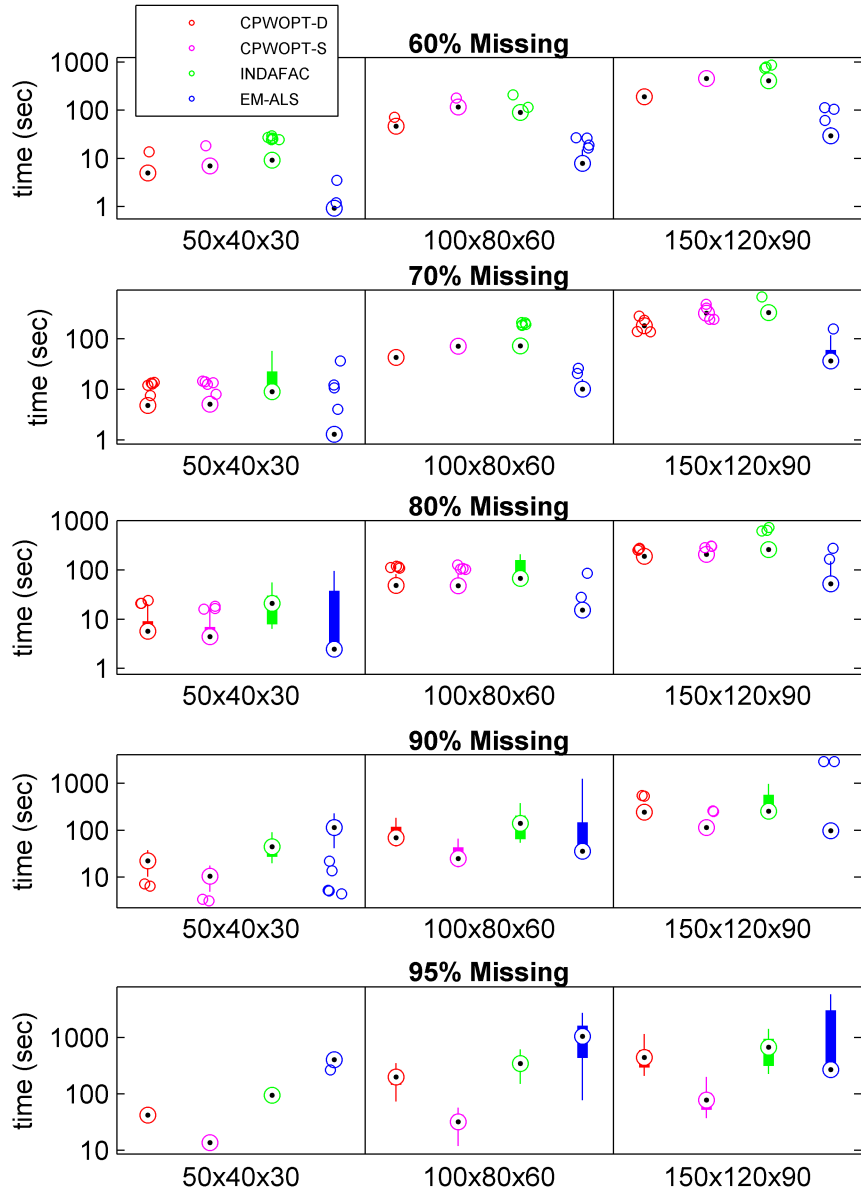 CPWOPT-D
CPWOPT-S
INDAFAC
EM-ALS
60% Missing
time (sec)
1000
100
10
1
50x40x30 100x80x60 150x120x90
70% Missing
time (sec)
100
10
1
50x40x30 100x80x60 150x120x90
80% Missing
time (sec)
1000
100
10
1
50x40x30 100x80x60 150x120x90
90% Missing
time (sec)
1000
100
10
50x40x30 100x80x60 150x120x90
95% Missing
time (sec)
1000
100
10
50x40x30 100x80x60 150x120x90